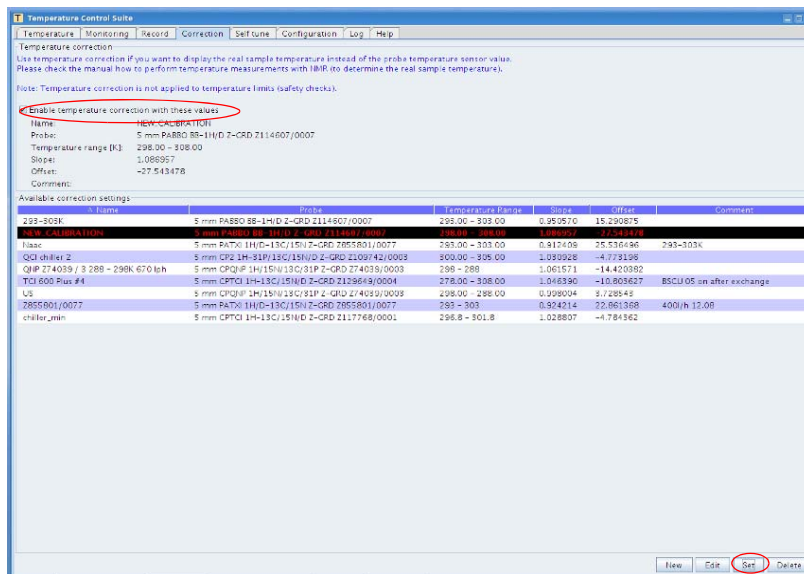 Temperature Control Suite
Temperature Monitoring Record Correction Self tune Configuration Log Help
Temperature correction
Use temperature correction if you want to display the real sample temperature instead of the probe temperature sensor value.
Please check the manual how to perform temperature measurements with NMR (to determine the real sample temperature).
Note: Temperature correction is not applied to temperature limits (safety checks).
Enable temperature correction with these values
Name: NEW_CALIBRATION
Probe: 5 mm PABBO BB-1H/D Z-GRD Z114607/0007
Temperature range [K]: 298.00 - 308.00
Slope: 1.086957
Offset: -27.543478
Comment:
Available correction settings
Name Probe Temperature Range Slope Offset Comment
293-303K 5 mm PABBO BB-1H/D Z-GRD Z114607/0007 293.00 - 303.00 0.950570 15.290875
NEW_CALIBRATION 5 mm PABBO BB-1H/D Z-GRD Z114607/0007 298.00 - 308.00 1.086957 -27.543478
Naac 5 mm PATXI 1H/D-13C/15N Z-GRD Z855801/0077 293.00 - 303.00 0.912409 25.536496 293-303K
QCI chiller 2 5 mm CP2 1H-31P/13C/15N/D Z-GRD Z109742/0003 300.00 - 305.00 1.030928 -4.773196
QNP Z74039 / 3 288 - 298K 670 lph 5 mm CPQNP 1H/15N/13C/31P Z-GRD Z74039/0003 298 - 288 1.061571 -14.420382
TCI 600 Plus #4 5 mm CPTCI 1H-13C/15N/D Z-GRD Z129649/0004 278.00 - 308.00 1.046390 -10.603627 BSCU 05 on after exchange
US 5 mm CPQNP 1H/15N/13C/31P Z-GRD Z74039/0003 298.00 - 288.00 0.998004 3.728543
Z855801/0077 5 mm PATXI 1H/D-13C/15N Z-GRD Z855801/0077 293 - 303 0.924214 22.861368 400l/h 12.08
chiller_min 5 mm CPTCI 1H-13C/15N/D Z-GRD Z117768/0001 296.8 - 301.8 1.028807 -4.784362
New Edit Set Delete